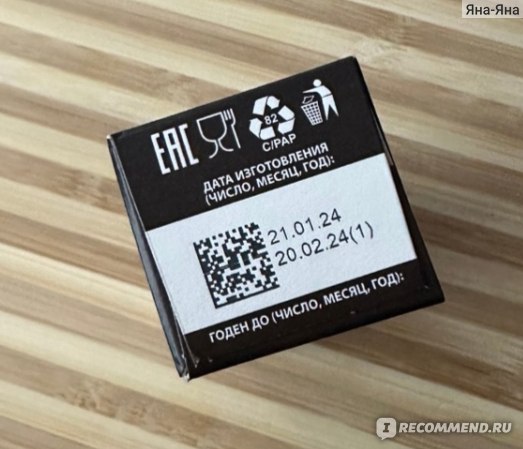 Яна-Яна
EAC
82
C/PAP
ДАТА ИЗГОТОВЛЕНИЯ
(ЧИСЛО, МЕСЯЦ, ГОД):
21.01.24
20.02.24(1)
ГОДЕН ДО (ЧИСЛО, МЕСЯЦ, ГОД):
I RECOMMEND.RU